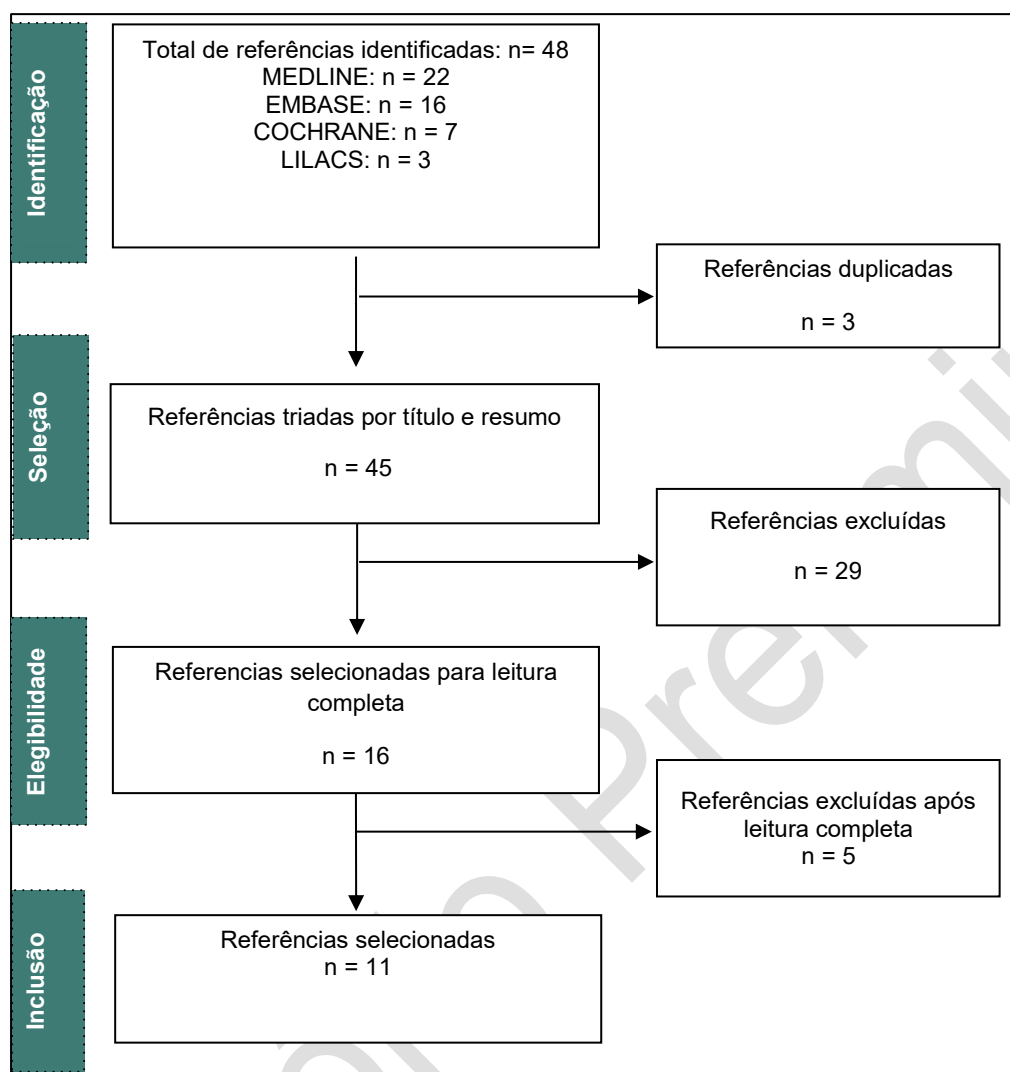 Identificação
Total de referências identificadas: n= 48
MEDLINE: n = 22
EMBASE: n = 16
COCHRANE: n = 7
LILACS: n = 3
Referências duplicadas
n = 3
Seleção
Referências triadas por título e resumo
n = 45
Referências excluídas
n = 29
Elegibilidade
Referencias selecionadas para leitura
completa
n = 16
Referências excluídas após
leitura completa
n = 5
Inclusão
Referências selecionadas
n = 11